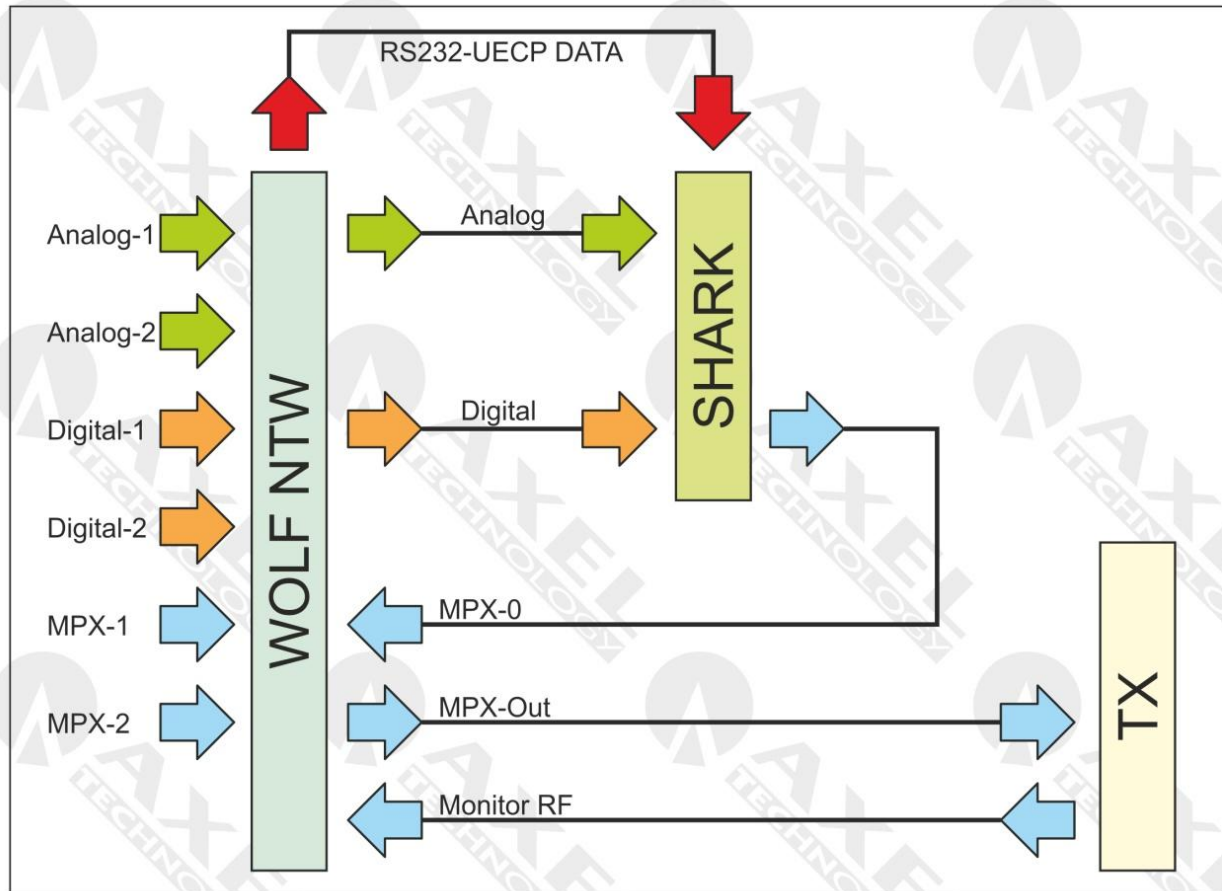 RS232-UECP DATA
Analog-1
Analog
Analog-2
Digital-1
Digital
Digital-2
MPX-1
MPX-0
MPX-2
MPX-Out
Monitor RF
WOLF NTW
SHARK
TX
AXEL
TECHNOLOGY